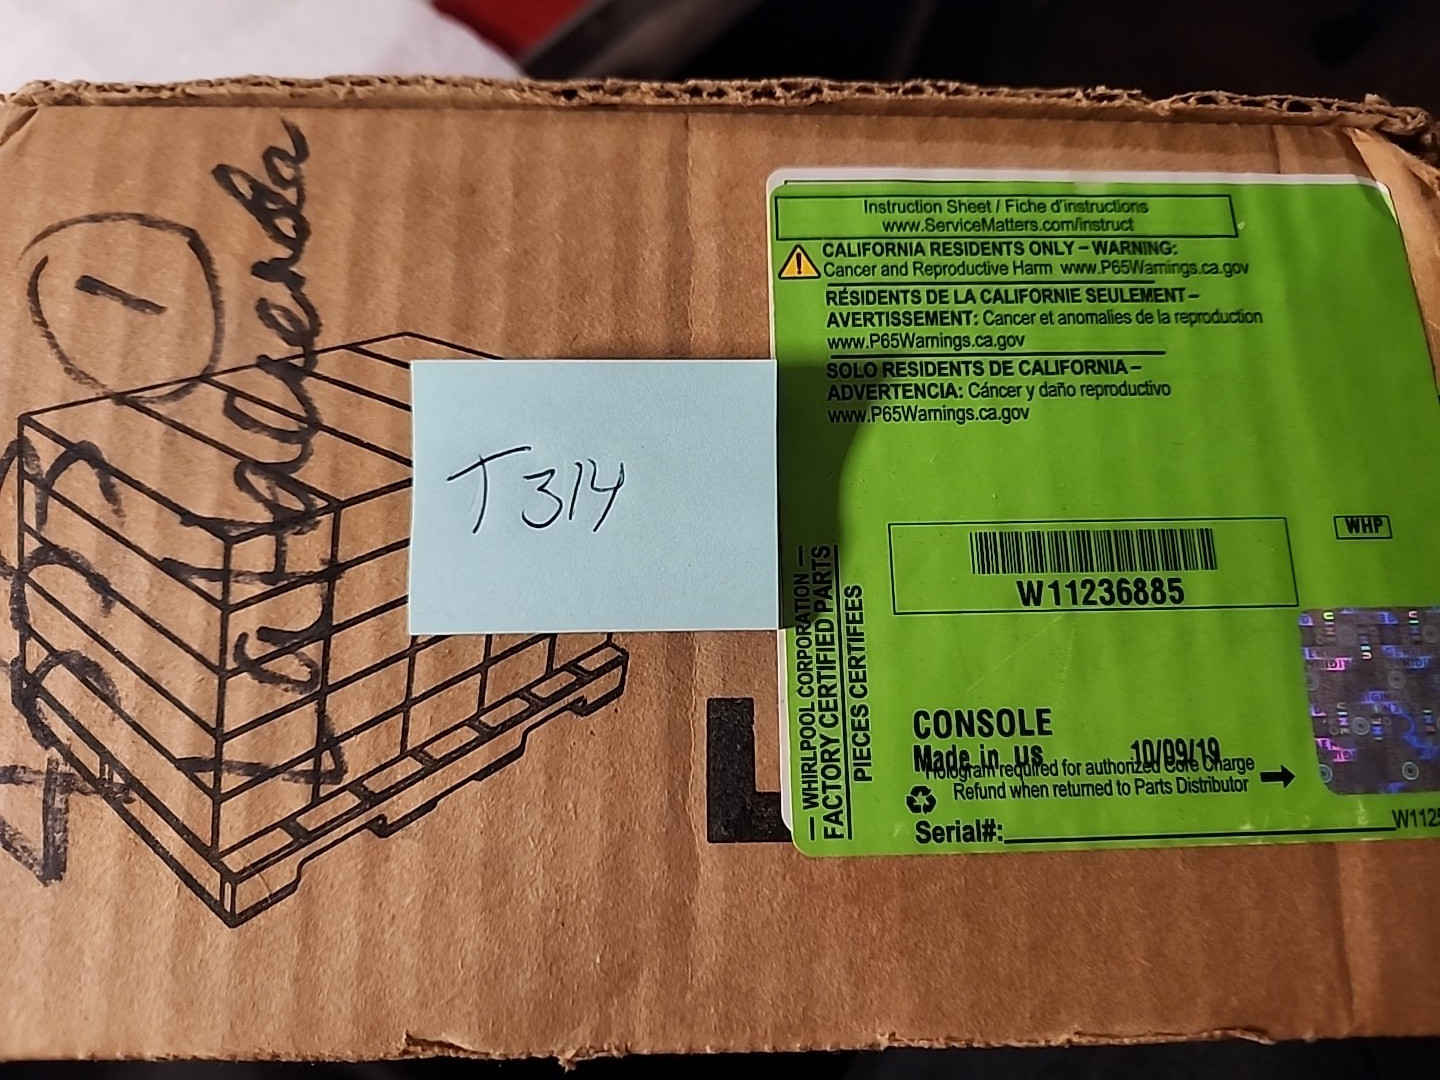 1
T314
Instruction Sheet / Fiche d'instructions
www.ServiceMatters.com/instruct
CALIFORNIA RESIDENTS ONLY – WARNING:
Cancer and Reproductive Harm www.P65Warnings.ca.gov
RÉSIDENTS DE LA CALIFORNIE SEULEMENT –
AVERTISSEMENT: Cancer et anomalies de la reproduction
www.P65Warnings.ca.gov
SOLO RESIDENTS DE CALIFORNIA –
ADVERTENCIA: Cáncer y daño reproductivo
www.P65Warnings.ca.gov
WHP
W11236885
— WHIRLPOOL CORPORATION —
FACTORY CERTIFIED PARTS
PIECES CERTIFEES
CONSOLE
Made in US 10/09/19
Hologram required for authorized Core Charge
Refund when returned to Parts Distributor
Serial#:
W112